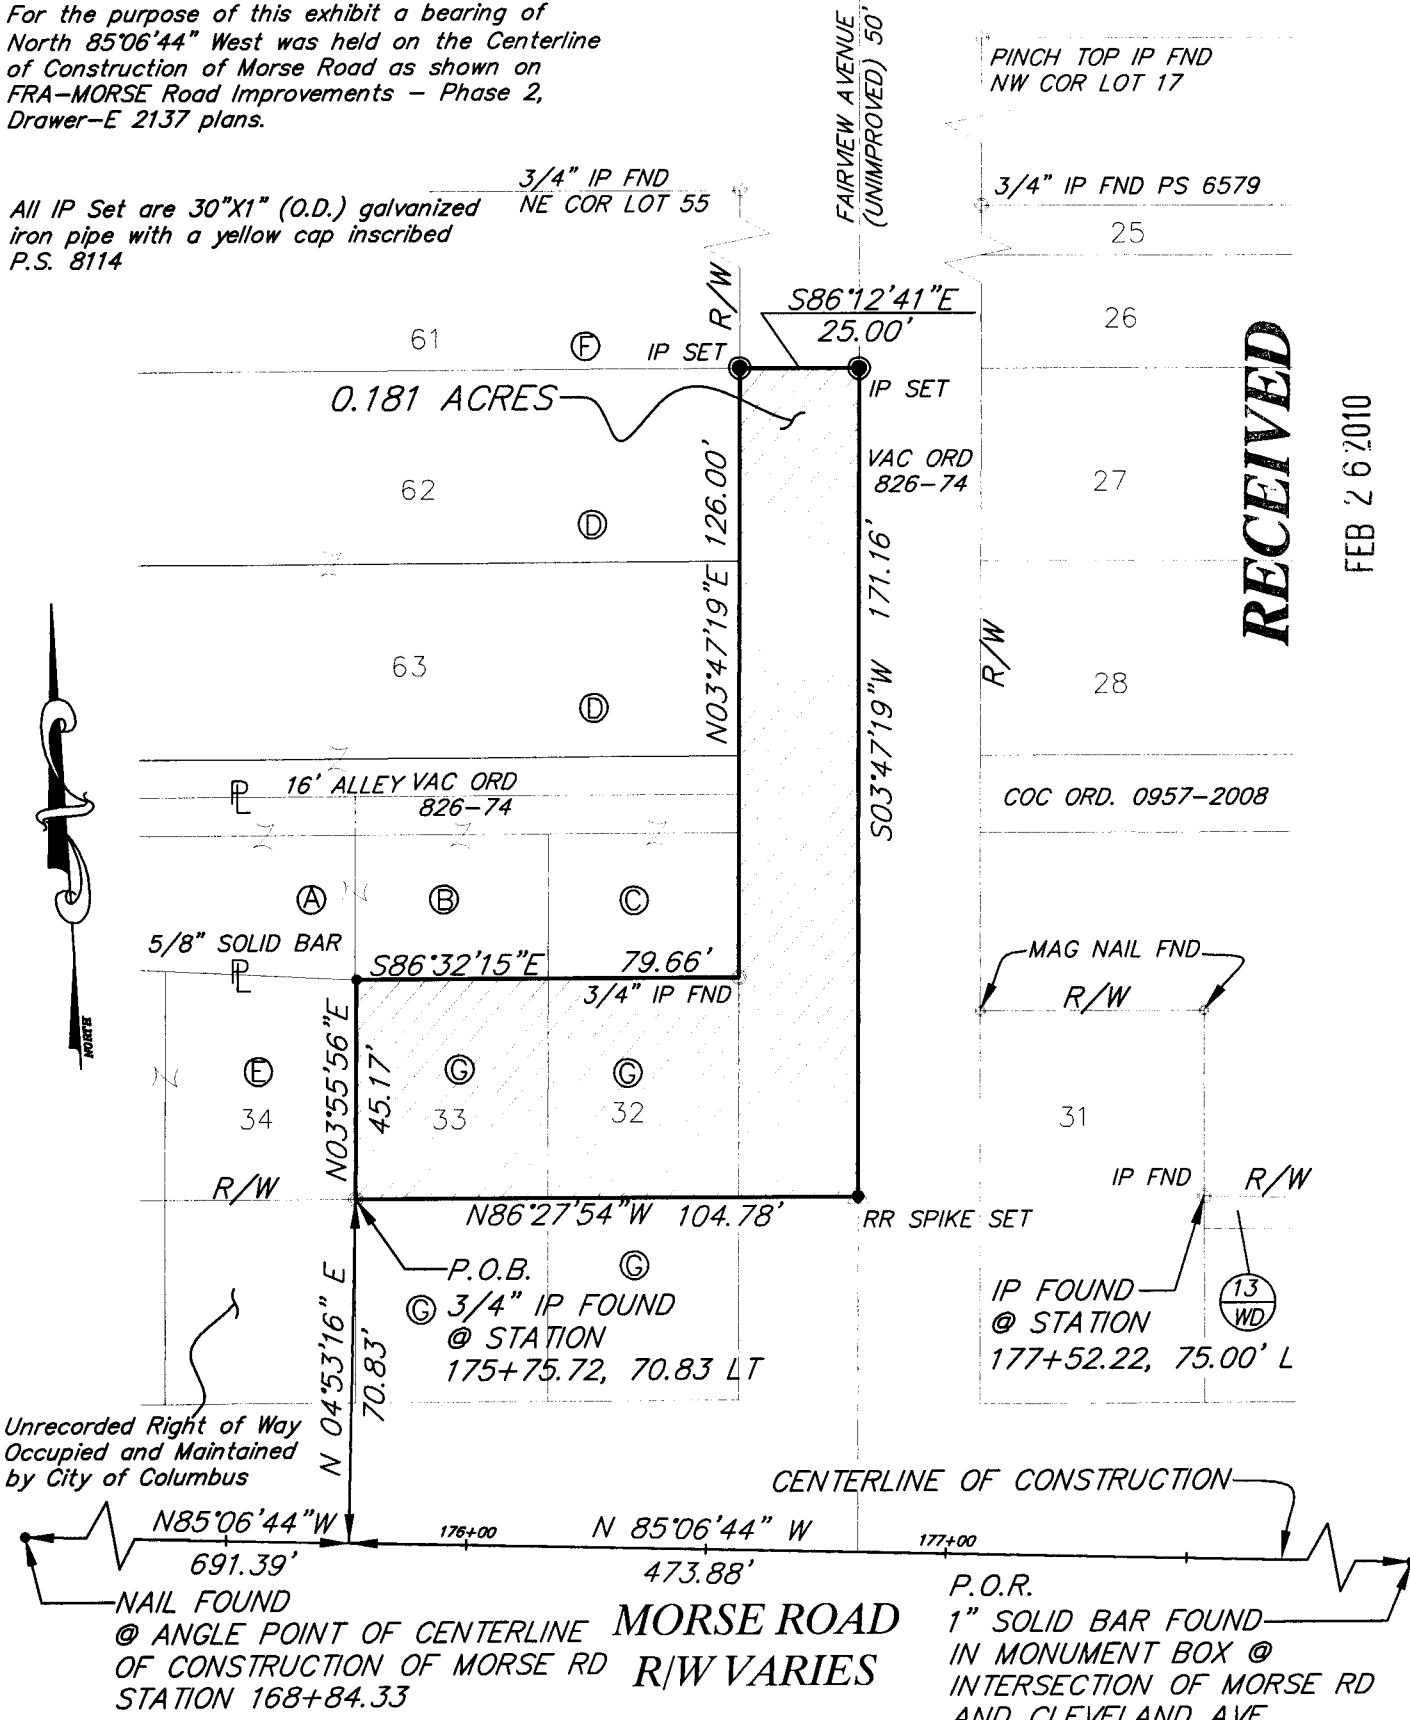 For the purpose of this exhibit a bearing of
North 85°06'44" West was held on the Centerline
of Construction of Morse Road as shown on
FRA-MORSE Road Improvements - Phase 2,
Drawer-E 2137 plans.
All IP Set are 30"X1" (O.D.) galvanized
iron pipe with a yellow cap inscribed
P.S. 8114
3/4" IP FND
NE COR LOT 55
FAIRVIEW AVENUE
(UNIMPROVED) 50'
PINCH TOP IP FND
NW COR LOT 17
3/4" IP FND PS 6579
25
26
R/W
S86°12'41"E
25.00'
61
F
IP SET
IP SET
0.181 ACRES
RECEIVED
FEB 26 2010
VAC ORD
826-74
62
D
27
N03°47'19"E 126.00'
S03°47'19"W 171.16'
63
D
R/W
28
16' ALLEY VAC ORD
826-74
PL
COC ORD. 0957-2008
A
B
C
5/8" SOLID BAR
PL
S86°32'15"E 79.66'
3/4" IP FND
MAG NAIL FND
R/W
NORTH
N03°55'56"E
45.17'
E
34
G
33
G
32
31
R/W
N86°27'54"W 104.78'
RR SPIKE SET
IP FND
R/W
P.O.B.
G
G 3/4" IP FOUND
@ STATION
175+75.72, 70.83 LT
IP FOUND
@ STATION
177+52.22, 75.00' L
13
WD
N 04°53'16" E
70.83'
Unrecorded Right of Way
Occupied and Maintained
by City of Columbus
CENTERLINE OF CONSTRUCTION
N85°06'44"W
691.39'
176+00
N 85°06'44" W
473.88'
177+00
NAIL FOUND
@ ANGLE POINT OF CENTERLINE
OF CONSTRUCTION OF MORSE RD
STATION 168+84.33
MORSE ROAD
R/W VARIES
P.O.R.
1" SOLID BAR FOUND
IN MONUMENT BOX @
INTERSECTION OF MORSE RD
AND CLEVELAND AVE